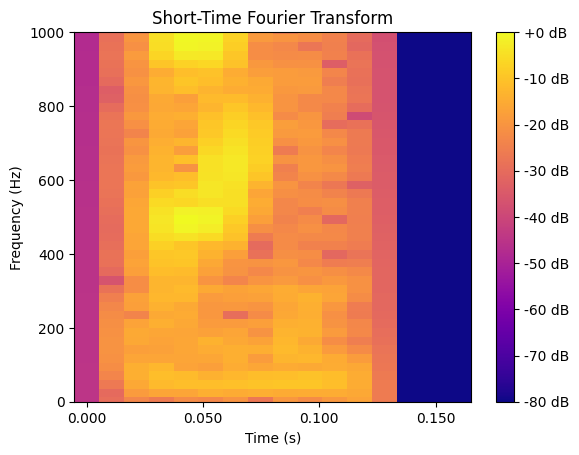 Short-Time Fourier Transform
1000
800
600
400
200
0
Frequency (Hz)
0.000
0.050
0.100
0.150
Time (s)
+0 dB
-10 dB
-20 dB
-30 dB
-40 dB
-50 dB
-60 dB
-70 dB
-80 dB